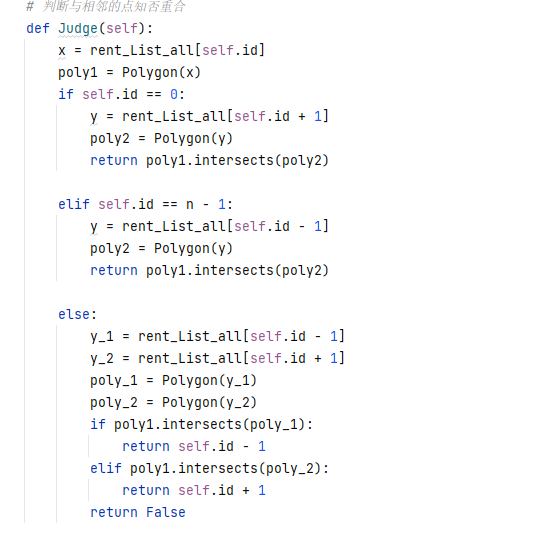 # 判断与相邻的点知否重合
def Judge(self):
    x = rent_List_all[self.id]
    poly1 = Polygon(x)
    if self.id == 0:
        y = rent_List_all[self.id + 1]
        poly2 = Polygon(y)
        return poly1.intersects(poly2)

    elif self.id == n - 1:
        y = rent_List_all[self.id - 1]
        poly2 = Polygon(y)
        return poly1.intersects(poly2)

    else:
        y_1 = rent_List_all[self.id - 1]
        y_2 = rent_List_all[self.id + 1]
        poly_1 = Polygon(y_1)
        poly_2 = Polygon(y_2)
        if poly1.intersects(poly_1):
            return self.id - 1
        elif poly1.intersects(poly_2):
            return self.id + 1
        return False